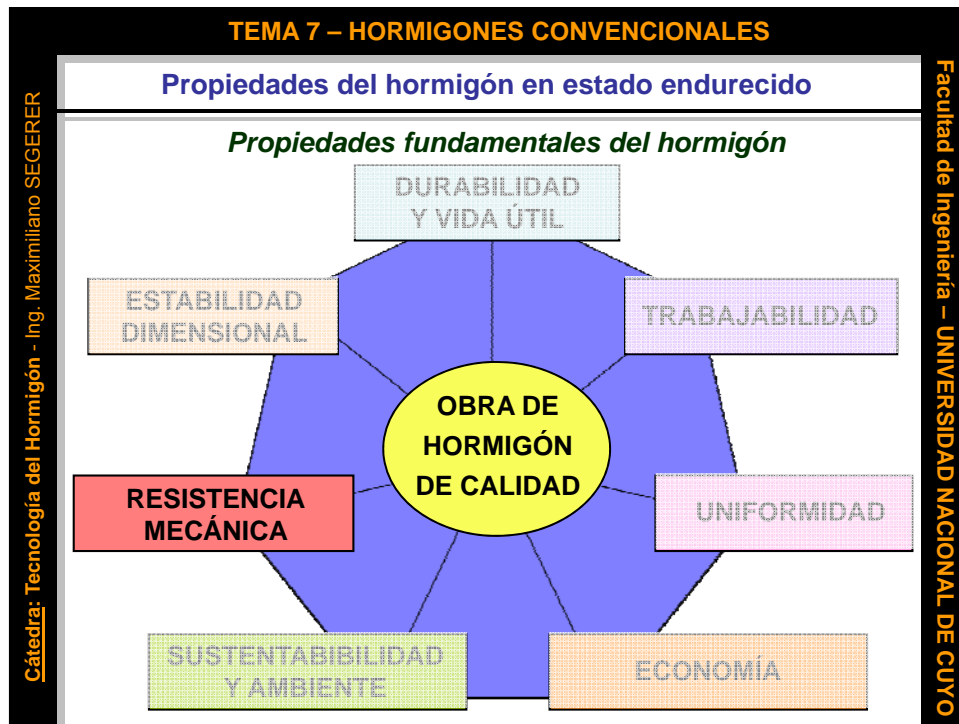 TEMA 7 – HORMIGONES CONVENCIONALES
Propiedades del hormigón en estado endurecido
Propiedades fundamentales del hormigón
DURABILIDAD
Y VIDA ÚTIL
ESTABILIDAD
DIMENSIONAL
TRABAJABILIDAD
OBRA DE
HORMIGÓN
DE CALIDAD
RESISTENCIA
MECÁNICA
UNIFORMIDAD
SUSTENTABIBILIDAD
Y AMBIENTE
ECONOMÍA
Cátedra: Tecnología del Hormigón - Ing. Maximiliano SEGERER
Facultad de Ingeniería – UNIVERSIDAD NACIONAL DE CUYO